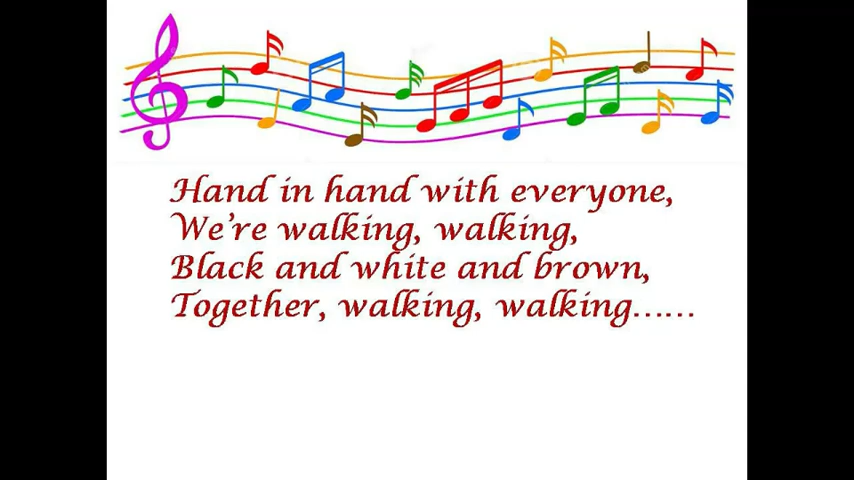 Hand in hand with everyone,
We're walking, walking,
Black and white and brown,
Together, walking, walking......